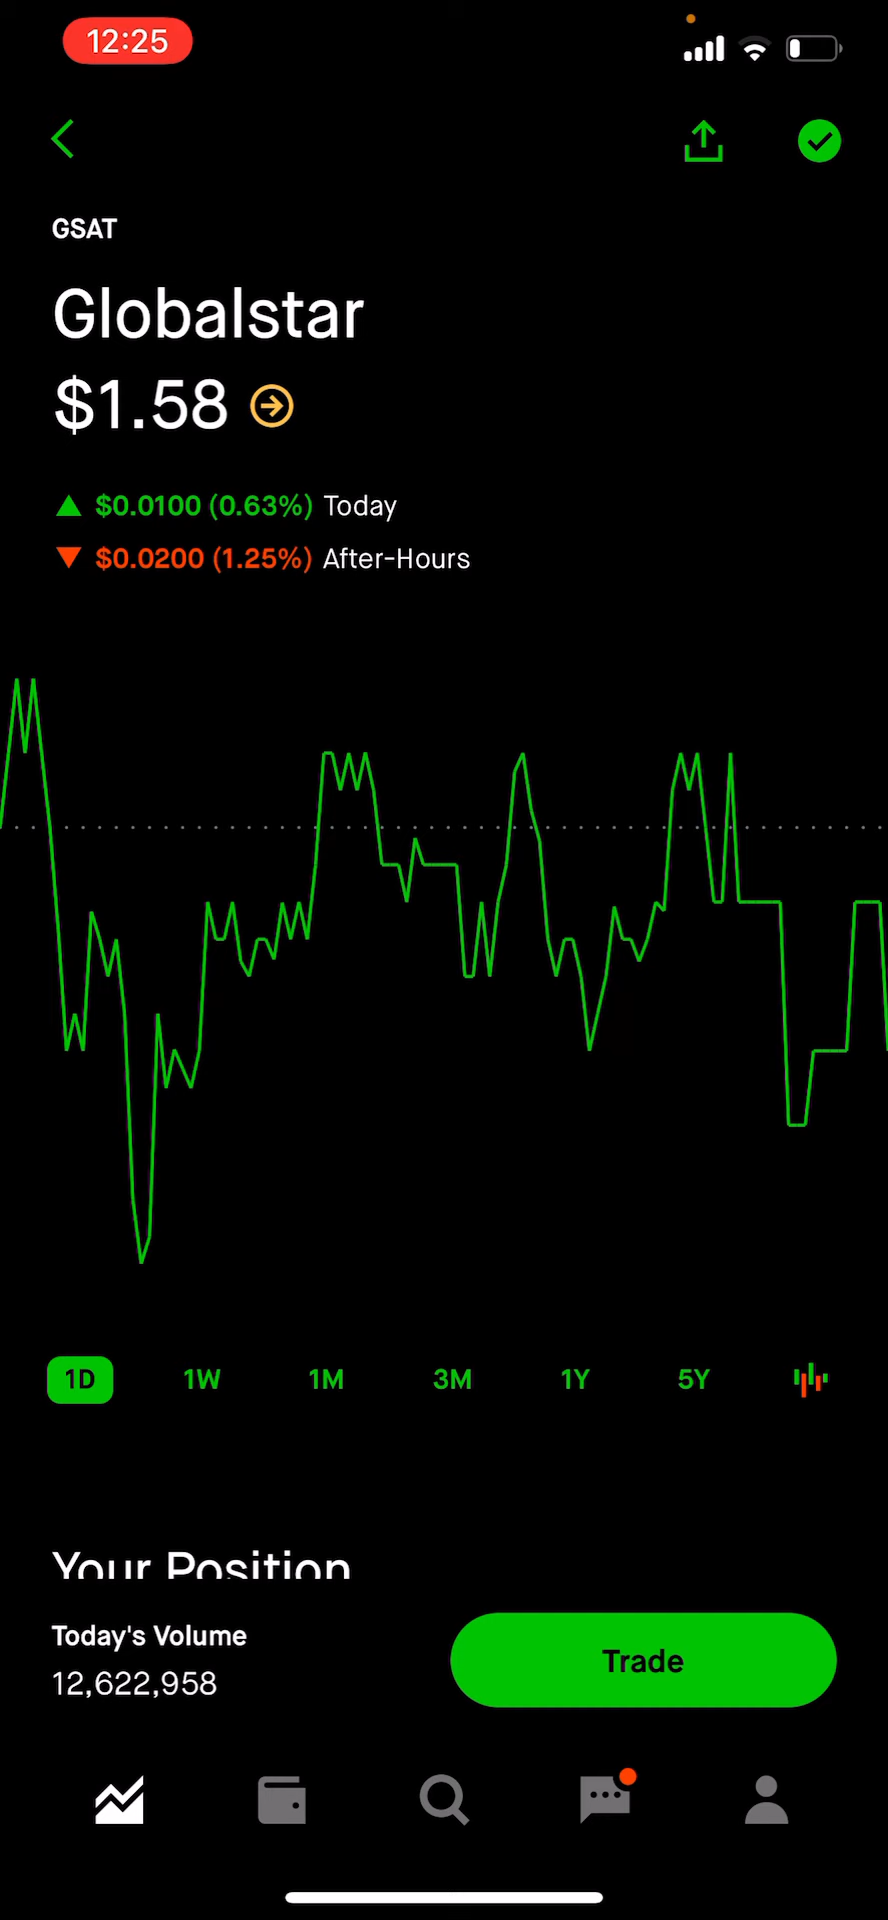 12:25
GSAT
Globalstar
$1.58
$0.0100 (0.63%) Today
$0.0200 (1.25%) After-Hours
1D 1W 1M 3M 1Y 5Y
Your Position
Today's Volume
12,622,958
Trade